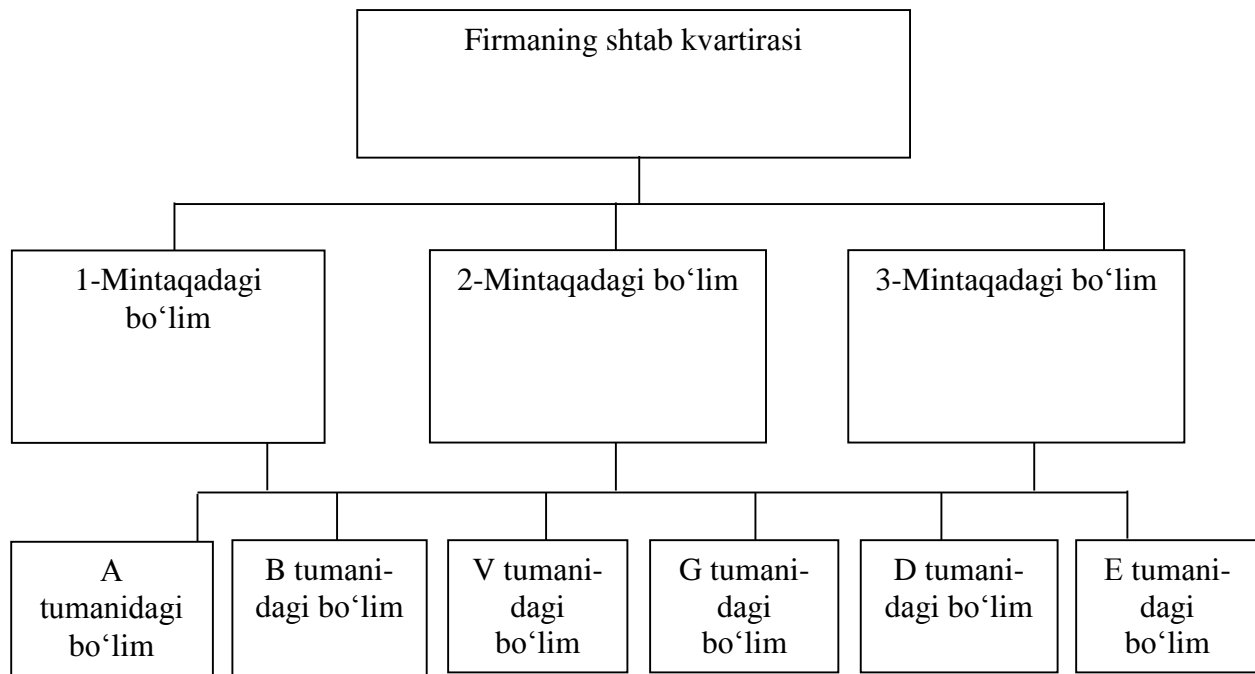 Firmaning shtab kvartirasi
1-Mintaqadagi
bo‘lim
2-Mintaqadagi bo‘lim
3-Mintaqadagi bo‘lim
A
tumanidagi
bo‘lim
B tumani-
dagi bo‘lim
V tumani-
dagi
bo‘lim
G tumani-
dagi
bo‘lim
D tumani-
dagi bo‘lim
E tumani-
dagi
bo‘lim